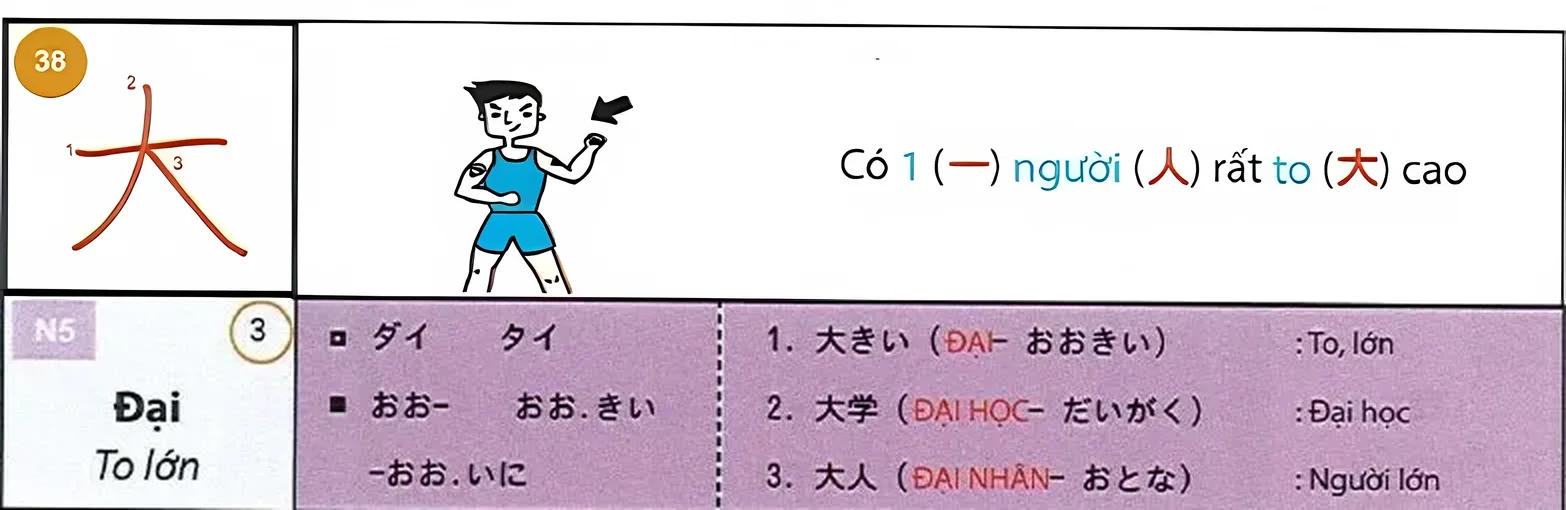 38
大
1
2
3
Có 1 (一) người (人) rất to (大) cao
N5
3
Đại
To lớn
ダイ タイ
おお- おお.きい
-おお.いに
1. 大きい (ĐẠI- おおきい) : To, lớn
2. 大学 (ĐẠI HỌC- だいがく) : Đại học
3. 大人 (ĐẠI NHÂN- おとな) : Người lớn